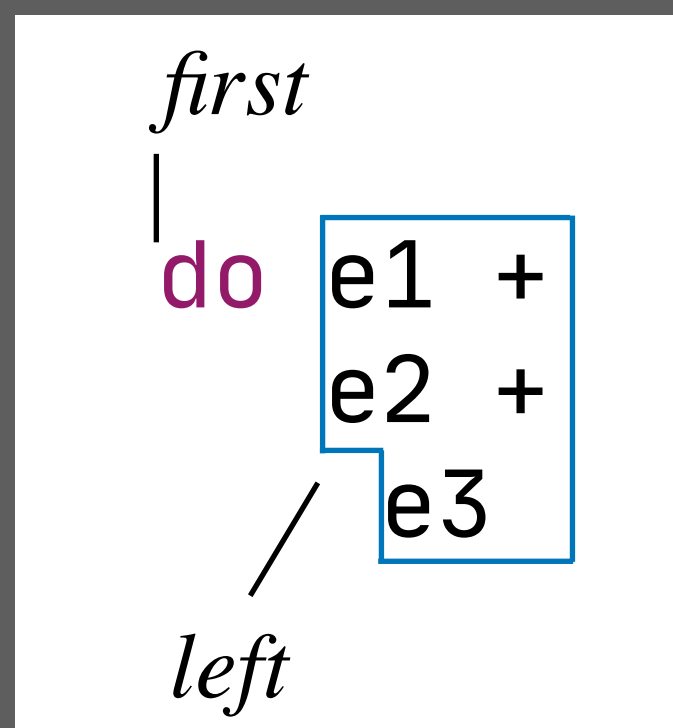 first
do e1 +
e2 +
e3
left